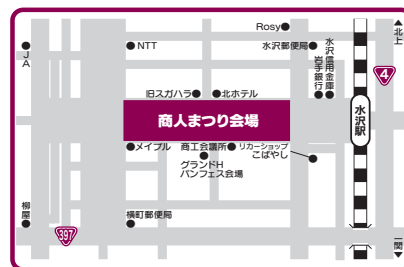 Rosy
北上
JA
NTT
水沢郵便局
水沢信用金庫
岩手銀行
4
旧スガハラ
北ホテル
商人まつり会場
水沢駅
メイプル
商工会議所
リカーショップ
こばやし
グランドH
パンフェス会場
柳屋
397
横町郵便局
一関